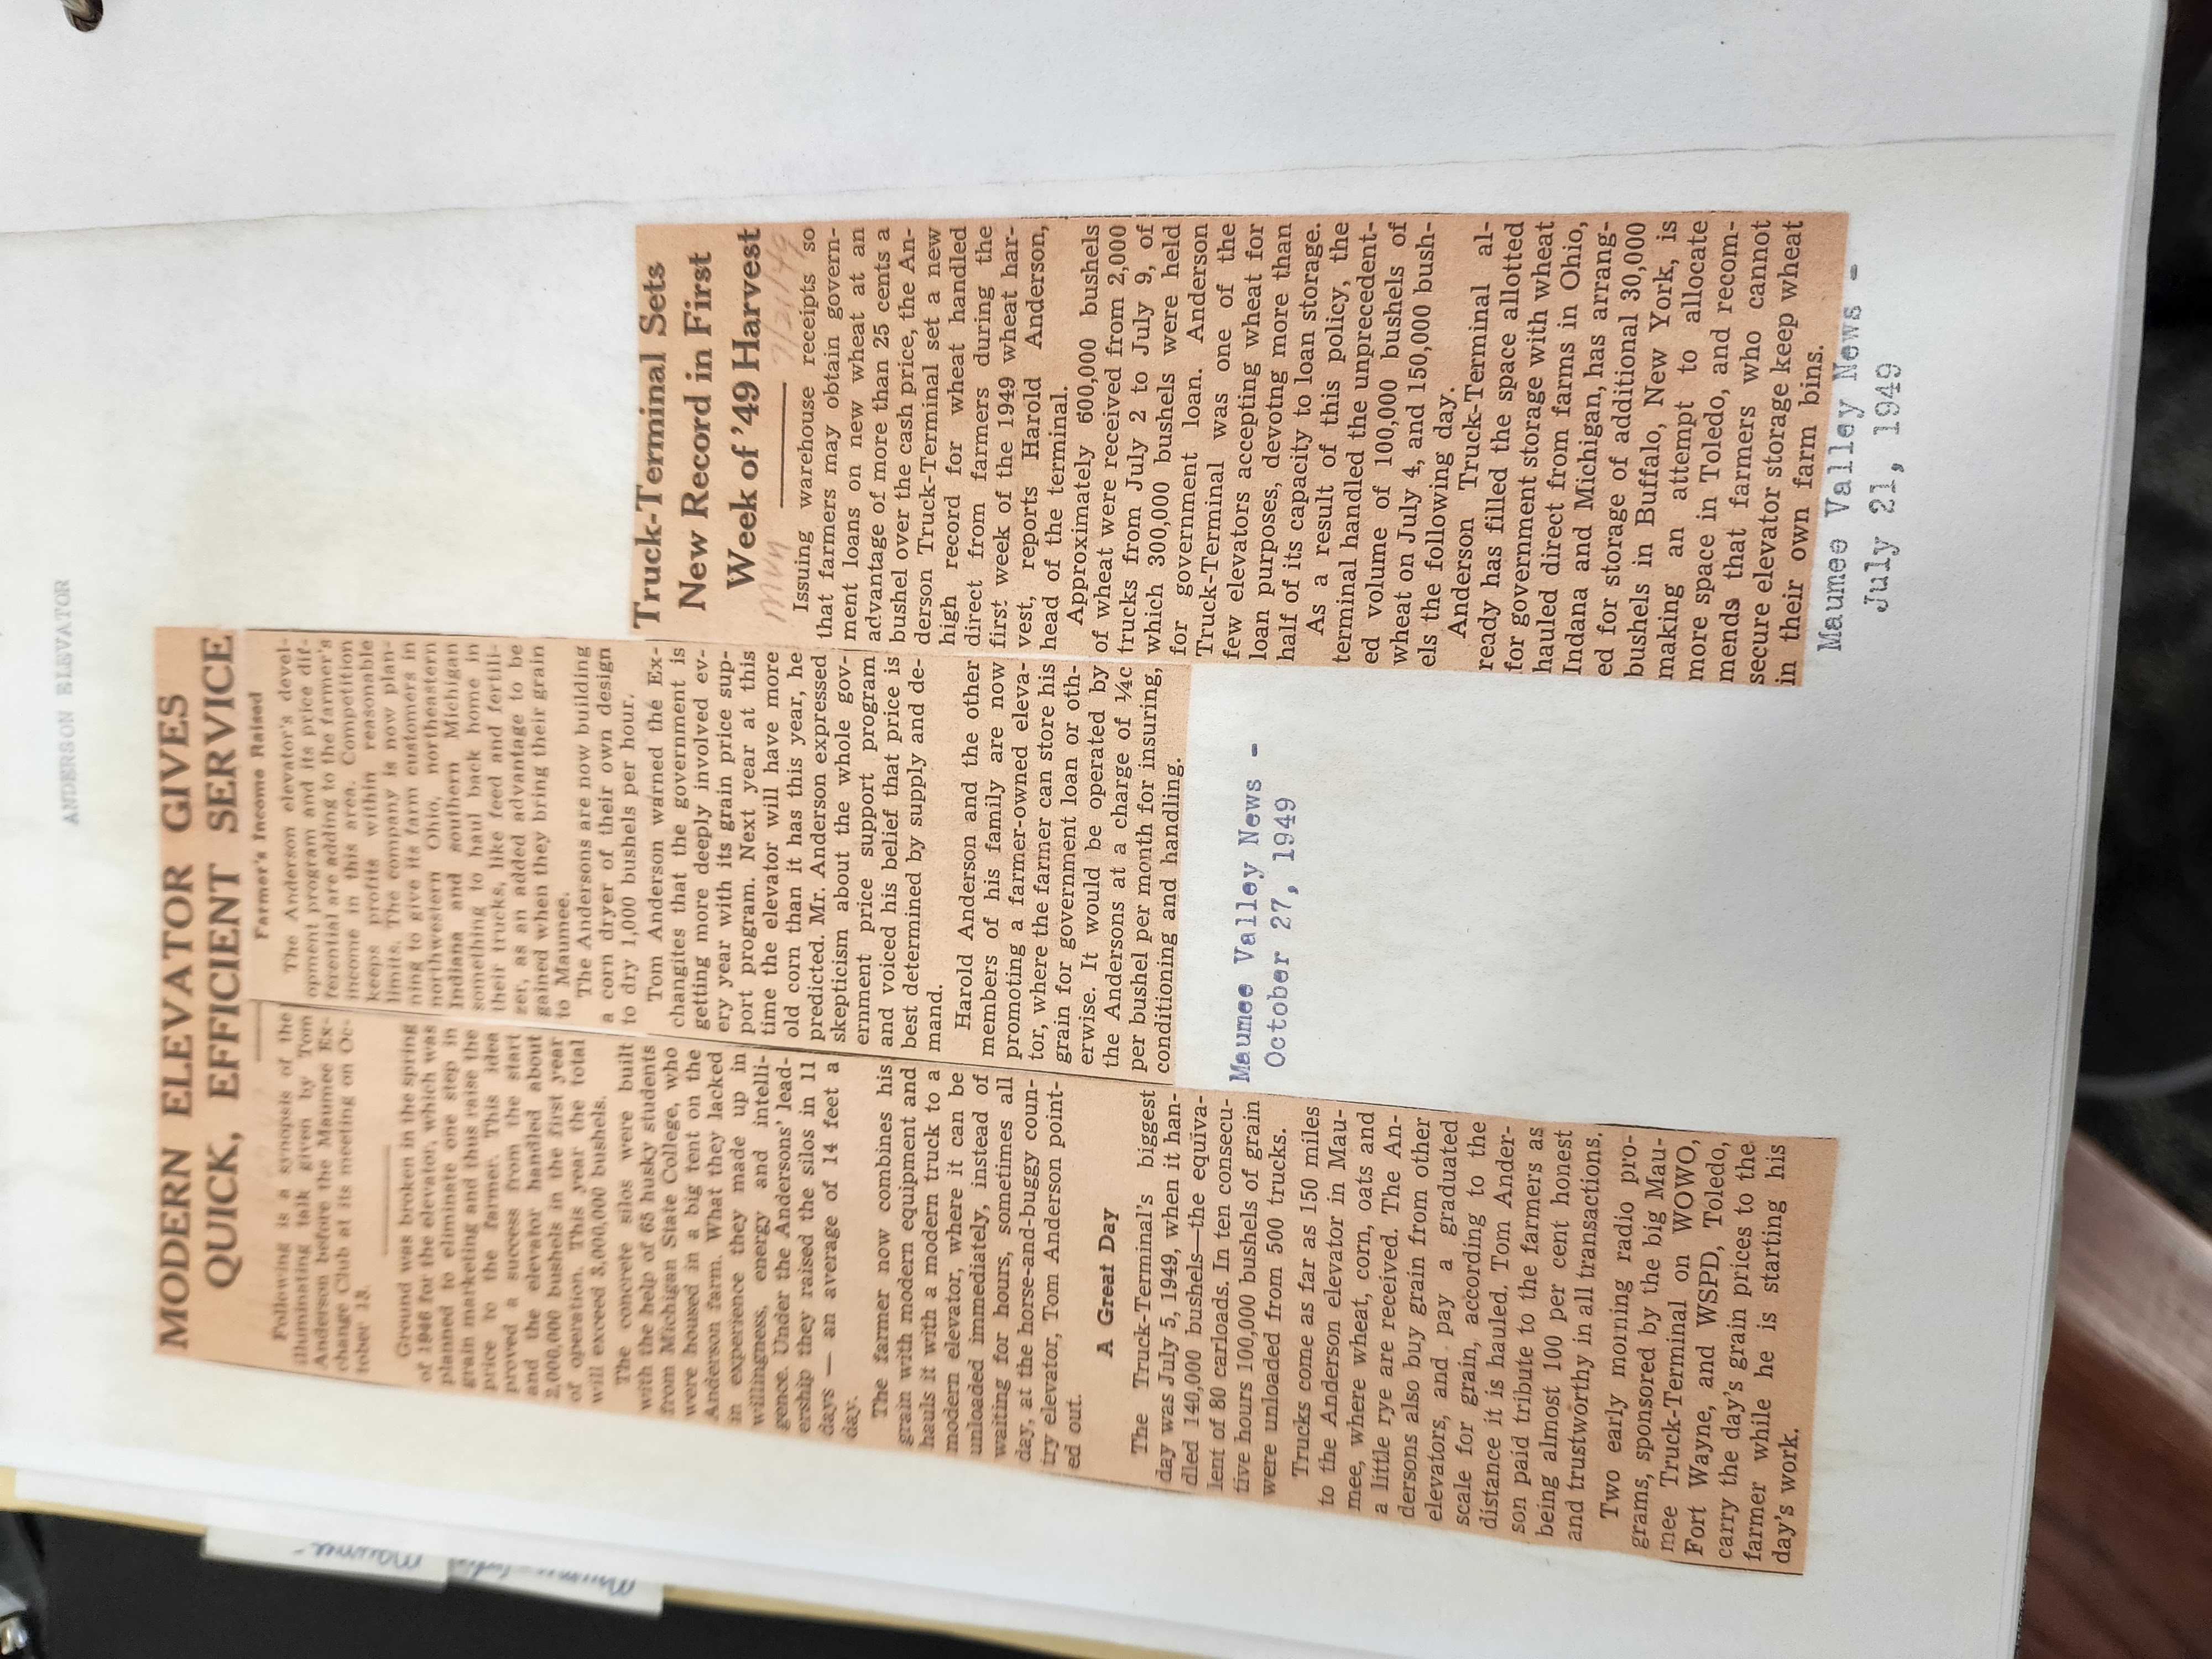 ANDERSON ELEVATOR
MODERN ELEVATOR GIVES
QUICK, EFFICIENT SERVICE
Following is a synopsis of the
illuminating talk given by Tom
Anderson before the Maumee Ex-
change Club at its meeting on Oc-
tober 18.
Ground was broken in the spring
of 1946 for the elevator, which was
planned to eliminate one step in
grain marketing and thus raise the
price to the farmer. This idea
proved a success from the start
and the elevator handled about
2,000,000 bushels in the first year
of operation. This year the total
will exceed 8,000,000 bushels.
The concrete silos were built
with the help of 65 husky students
from Michigan State College, who
were housed in a big tent on the
Anderson farm. What they lacked
in experience they made up in
willingness, energy and intelli-
gence. Under the Andersons' lead-
ership they raised the silos in 11
days — an average of 14 feet a
day.
The farmer now combines his
grain with modern equipment and
hauls it with a modern truck to a
modern elevator, where it can be
unloaded immediately, instead of
waiting for hours, sometimes all
day, at the horse-and-buggy coun-
try elevator, Tom Anderson point-
ed out.
A Great Day
The Truck-Terminal's biggest
day was July 5, 1949, when it han-
dled 140,000 bushels—the equiva-
lent of 80 carloads. In ten consecu-
tive hours 100,000 bushels of grain
were unloaded from 500 trucks.
Trucks come as far as 150 miles
to the Anderson elevator in Mau-
mee, where wheat, corn, oats and
a little rye are received. The An-
dersons also buy grain from other
elevators, and pay a graduated
scale for grain, according to the
distance it is hauled. Tom Ander-
son paid tribute to the farmers as
being almost 100 per cent honest
and trustworthy in all transactions.
Two early morning radio pro-
grams, sponsored by the big Mau-
mee Truck-Terminal on WOWO,
Fort Wayne, and WSPD, Toledo,
carry the day's grain prices to the
farmer while he is starting his
day's work.
Farmer's Income Raised
The Anderson elevator's devel-
opment program and its price dif-
ferential are adding to the farmer's
income in this area. Competition
keeps profits within reasonable
limits. The company is now plan-
ning to give its farm customers in
northwestern Ohio, northeastern
Indiana and southern Michigan
something to haul back home in
their trucks, like feed and fertili-
zer, as an added advantage to be
gained when they bring their grain
to Maumee.
The Andersons are now building
a corn dryer of their own design
to dry 1,000 bushels per hour.
Tom Anderson warned the Ex-
changites that the government is
getting more deeply involved ev-
ery year with its grain price sup-
port program. Next year at this
time the elevator will have more
old corn than it has this year, he
predicted. Mr. Anderson expressed
skepticism about the whole gov-
ernment price support program
and voiced his belief that price is
best determined by supply and de-
mand.
Harold Anderson and the other
members of his family are now
promoting a farmer-owned eleva-
tor, where the farmer can store his
grain for government loan or oth-
erwise. It would be operated by
the Andersons at a charge of ¼c
per bushel per month for insuring,
conditioning and handling.
Maumee Valley News -
October 27, 1949
Truck-Terminal Sets
New Record in First
Week of '49 Harvest
MVN 7/21/49
Issuing warehouse receipts so
that farmers may obtain govern-
ment loans on new wheat at an
advantage of more than 25 cents a
bushel over the cash price, the An-
derson Truck-Terminal set a new
high record for wheat handled
direct from farmers during the
first week of the 1949 wheat har-
vest, reports Harold Anderson,
head of the terminal.
Approximately 600,000 bushels
of wheat were received from 2,000
trucks from July 2 to July 9, of
which 300,000 bushels were held
for government loan. Anderson
Truck-Terminal was one of the
few elevators accepting wheat for
loan purposes, devotng more than
half of its capacity to loan storage.
As a result of this policy, the
terminal handled the unprecedent-
ed volume of 100,000 bushels of
wheat on July 4, and 150,000 bush-
els the following day.
Anderson Truck-Terminal al-
ready has filled the space allotted
for government storage with wheat
hauled direct from farms in Ohio,
Indana and Michigan, has arrang-
ed for storage of additional 30,000
bushels in Buffalo, New York, is
making an attempt to allocate
more space in Toledo, and recom-
mends that farmers who cannot
secure elevator storage keep wheat
in their own farm bins.
Maumee Valley News -
July 21, 1949
Maumee -
Maumee